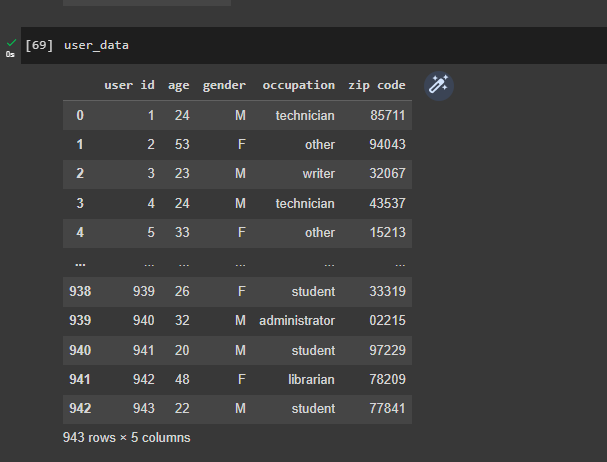 [69] user_data
0s
user id age gender occupation zip code
0 1 24 M technician 85711
1 2 53 F other 94043
2 3 23 M writer 32067
3 4 24 M technician 43537
4 5 33 F other 15213
... ... ... ... ... ...
938 939 26 F student 33319
939 940 32 M administrator 02215
940 941 20 M student 97229
941 942 48 F librarian 78209
942 943 22 M student 77841
943 rows × 5 columns